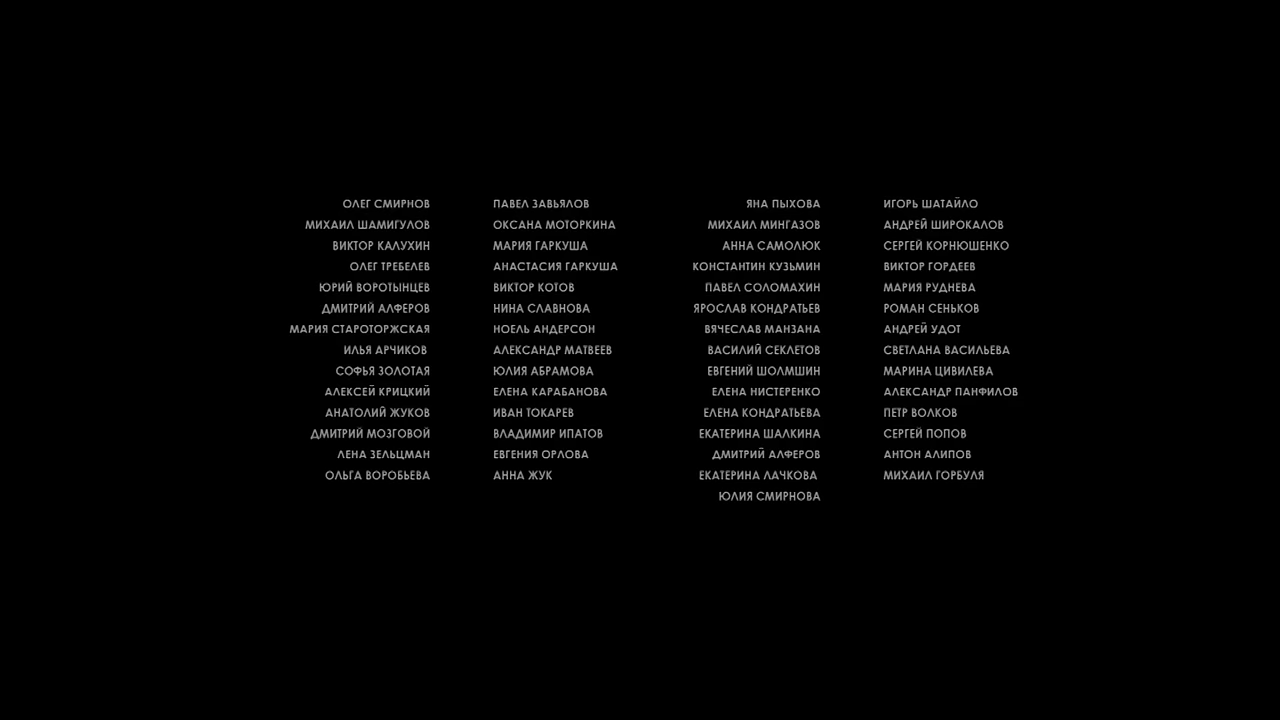 ОЛЕГ СМИРНОВ ПАВЕЛ ЗАВЬЯЛОВ ЯНА ПЫХОВА ИГОРЬ ШАТАЙЛО
МИХАИЛ ШАМИГУЛОВ ОКСАНА МОТОРКИНА МИХАИЛ МИНГАЗОВ АНДРЕЙ ШИРОКАЛОВ
ВИКТОР КАЛУХИН МАРИЯ ГАРКУША АННА САМОЛЮК СЕРГЕЙ КОРНЮШЕНКО
ОЛЕГ ТРЕБЕЛЕВ АНАСТАСИЯ ГАРКУША КОНСТАНТИН КУЗЬМИН ВИКТОР ГОРДЕЕВ
ЮРИЙ ВОРОТЫНЦЕВ ВИКТОР КОТОВ ПАВЕЛ СОЛОМАХИН МАРИЯ РУДНЕВА
ДМИТРИЙ АЛФЕРОВ НИНА СЛАВНОВА ЯРОСЛАВ КОНДРАТЬЕВ РОМАН СЕНЬКОВ
МАРИЯ СТАРОТОРЖСКАЯ НОЕЛЬ АНДЕРСОН ВЯЧЕСЛАВ МАНЗАНА АНДРЕЙ УДОТ
ИЛЬЯ АРЧИКОВ АЛЕКСАНДР МАТВЕЕВ ВАСИЛИЙ СЕКЛЕТОВ СВЕТЛАНА ВАСИЛЬЕВА
СОФЬЯ ЗОЛОТАЯ ЮЛИЯ АБРАМОВА ЕВГЕНИЙ ШОЛМШИН МАРИНА ЦИВИЛЕВА
АЛЕКСЕЙ КРИЦКИЙ ЕЛЕНА КАРАБАНОВА ЕЛЕНА НИСТЕРЕНКО АЛЕКСАНДР ПАНФИЛОВ
АНАТОЛИЙ ЖУКОВ ИВАН ТОКАРЕВ ЕЛЕНА КОНДРАТЬЕВА ПЕТР ВОЛКОВ
ДМИТРИЙ МОЗГОВОЙ ВЛАДИМИР ИПАТОВ ЕКАТЕРИНА ШАЛКИНА СЕРГЕЙ ПОПОВ
ЛЕНА ЗЕЛЬЦМАН ЕВГЕНИЯ ОРЛОВА ДМИТРИЙ АЛФЕРОВ АНТОН АЛИПОВ
ОЛЬГА ВОРОБЬЕВА АННА ЖУК ЕКАТЕРИНА ЛАЧКОВА МИХАИЛ ГОРБУЛЯ
ЮЛИЯ СМИРНОВА